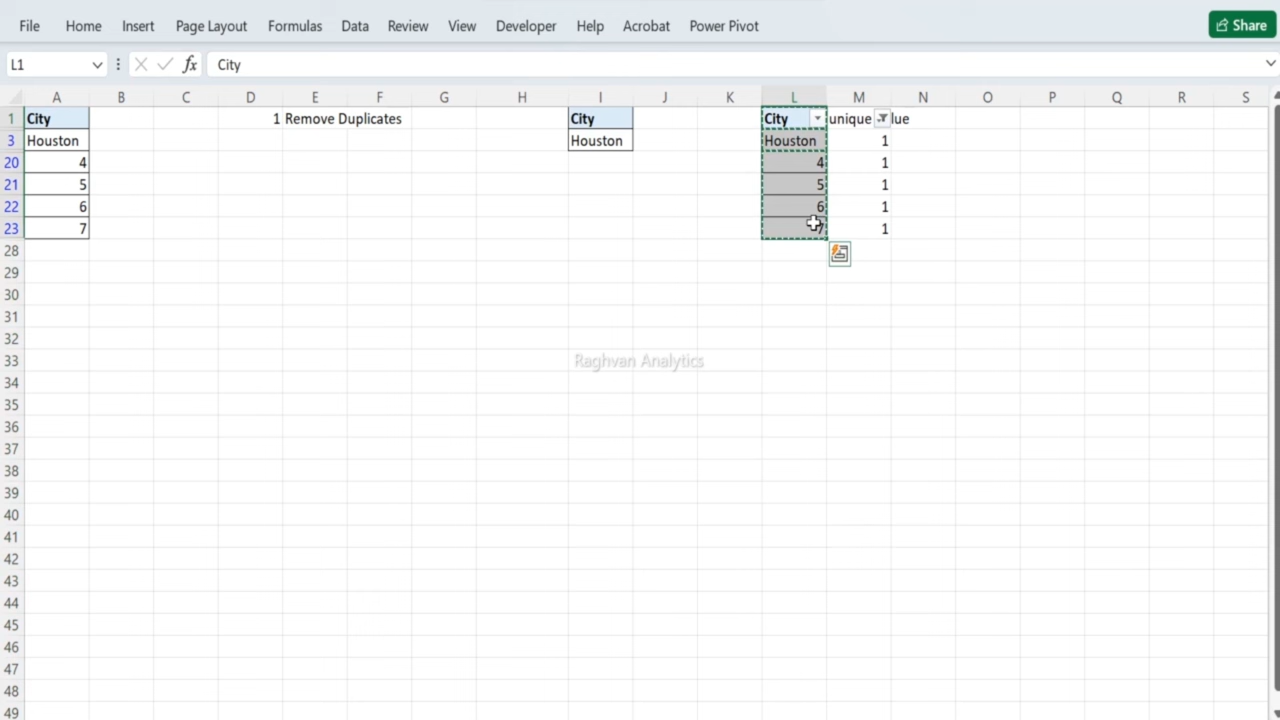 File Home Insert Page Layout Formulas Data Review View Developer Help Acrobat Power Pivot Share
L1 fx City
A B C D E F G H I J K L M N O P Q R S
1 City 1 Remove Duplicates City City unique lue
3 Houston Houston Houston 1
20 4 4 1
21 5 5 1
22 6 6 1
23 7 7 1
28
29
30
31
32
33 Raghvan Analytics
34
35
36
37
38
39
40
41
42
43
44
45
46
47
48
49